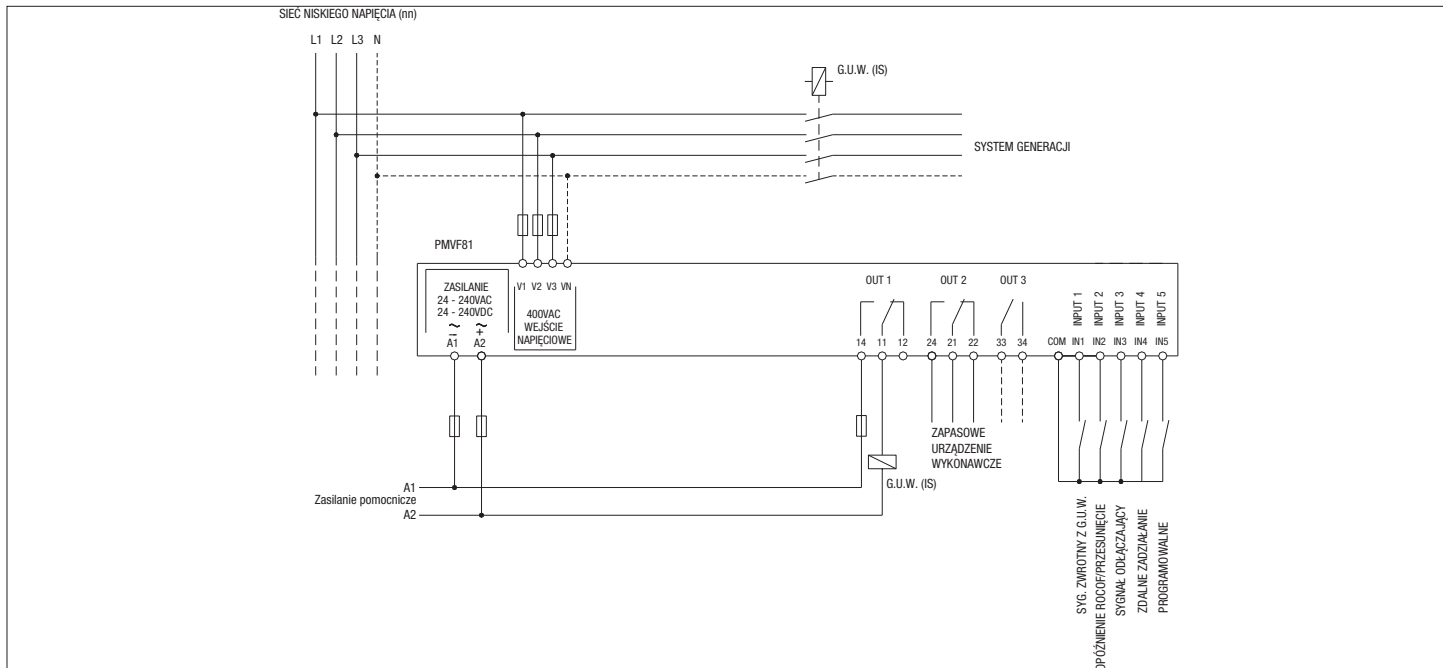 SIEĆ NISKIEGO NAPIĘCIA (nn)
L1 L2 L3 N
G.U.W. (IS)
SYSTEM GENERACJI
PMVF81
ZASILANIE
24 - 240VAC
24 - 240VDC
~ ~
− +
A1 A2
V1 V2 V3 VN
400VAC
WEJŚCIE
NAPIĘCIOWE
OUT 1 OUT 2 OUT 3
INPUT 1
INPUT 2
INPUT 3
INPUT 4
INPUT 5
14 11 12 24 21 22 33 34 COM IN1 IN2 IN3 IN4 IN5
ZAPASOWE
URZĄDZENIE
WYKONAWCZE
G.U.W. (IS)
A1
Zasilanie pomocnicze
A2
SYG. ZWROTNY Z G.U.W.
OPÓŹNIENIE ROCOF/PRZESUNIĘCIE
SYGNAŁ ODŁĄCZAJĄCY
ZDALNE ZADZIAŁANIE
PROGRAMOWALNE